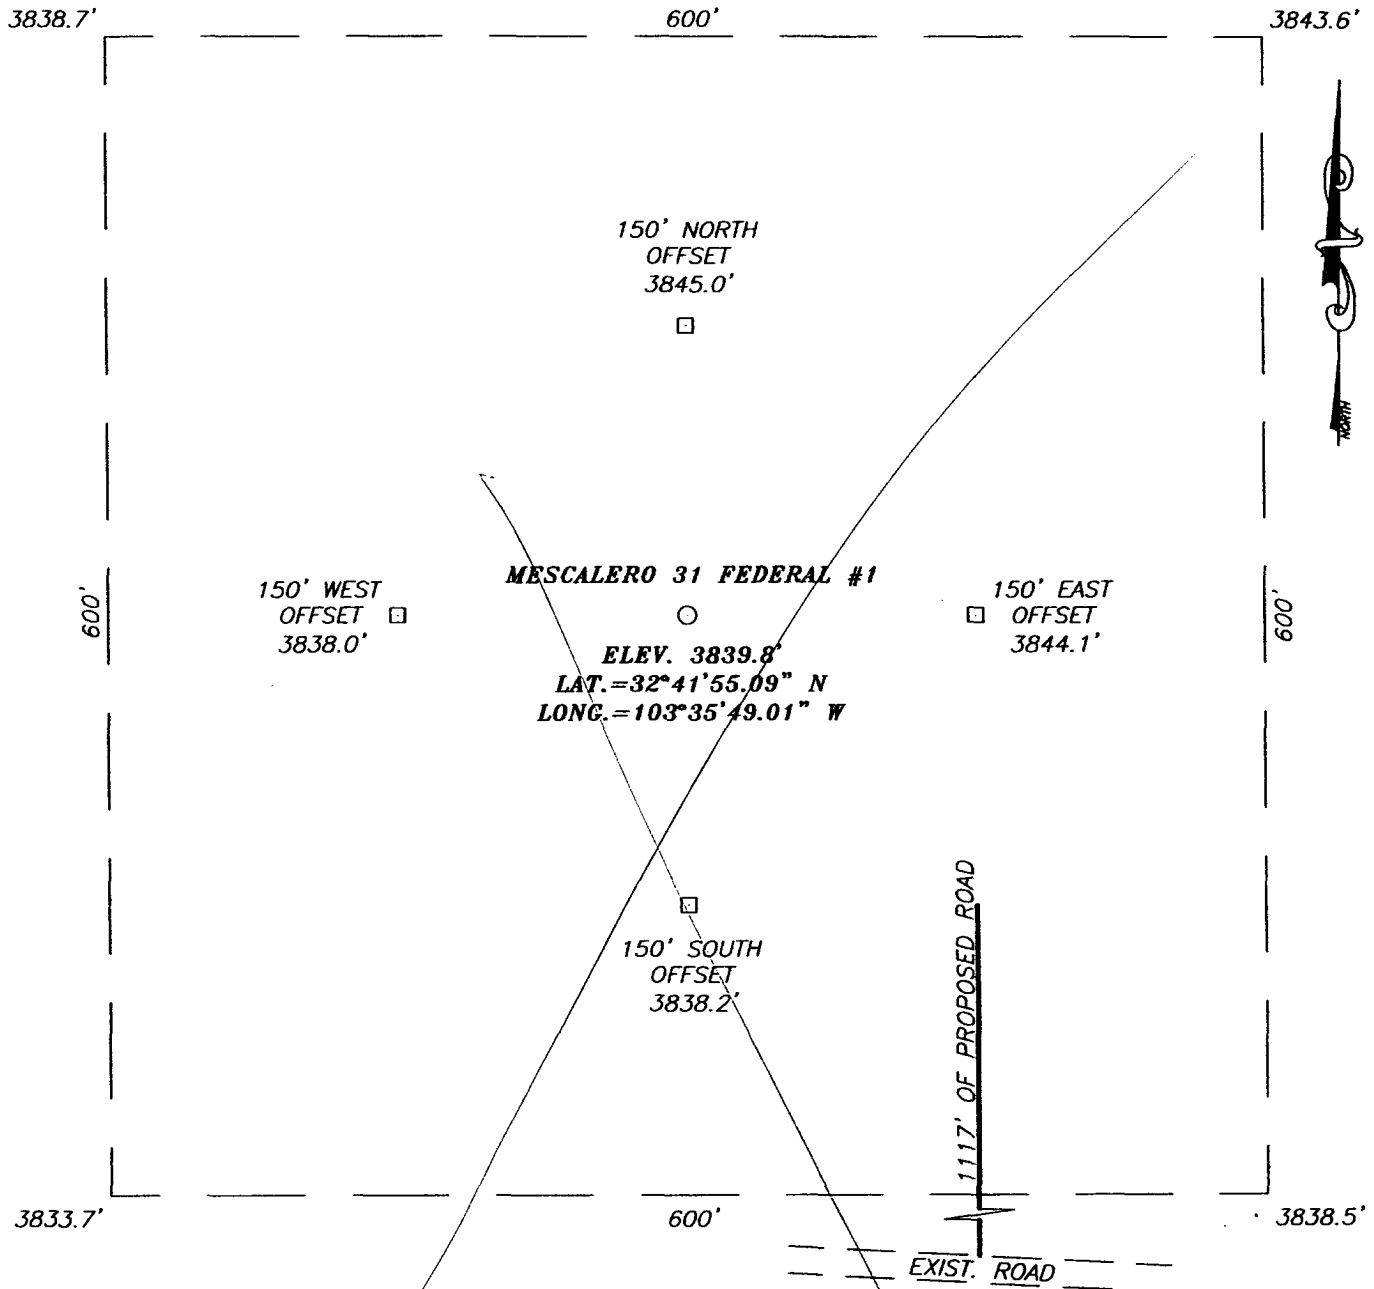 3838.7'
600'
3843.6'
150' NORTH
OFFSET
3845.0'
NORTH
MESCALERO 31 FEDERAL #1
150' WEST
OFFSET
3838.0'
150' EAST
OFFSET
3844.1'
600'
600'
ELEV. 3839.8'
LAT.=32°41'55.09" N
LONG.=103°35'49.01" W
150' SOUTH
OFFSET
3838.2'
1117' OF PROPOSED ROAD
3833.7'
600'
3838.5'
EXIST. ROAD